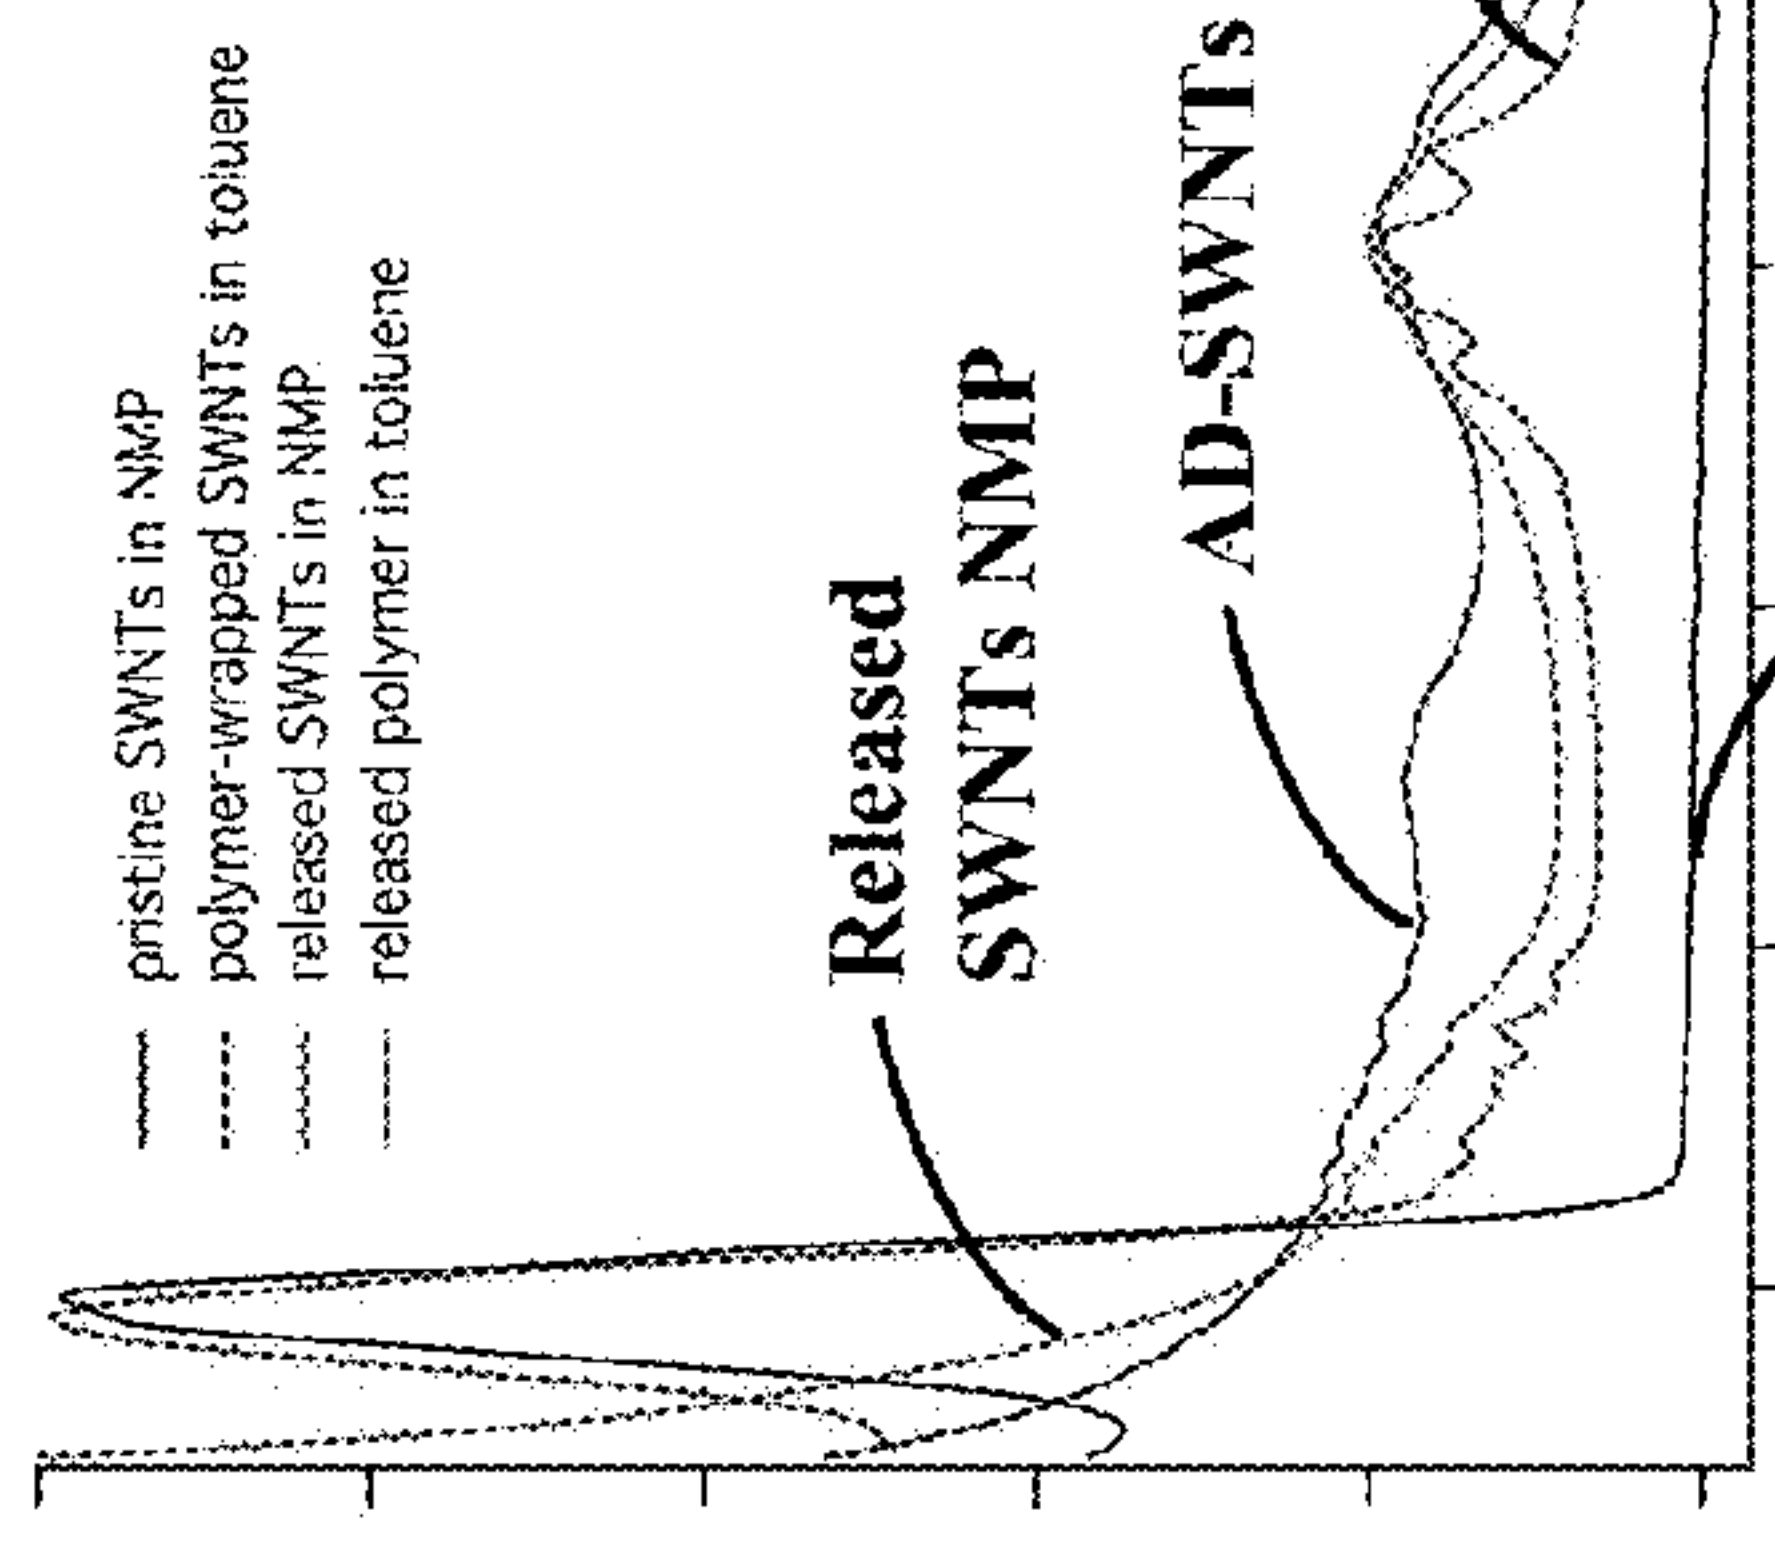 pristine SWNTs in NMP
polymer-wrapped SWNTs in toluene
released SWNTs in NMP
released polymer in toluene
Released
SWNTs NMP
AD-SWNTs